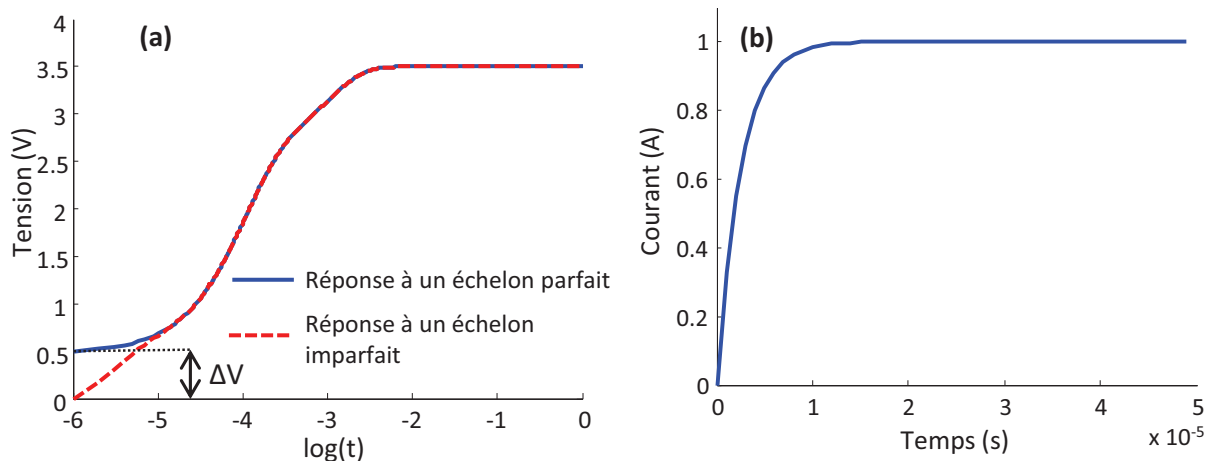 (a)
4
3.5
3
2.5
2
1.5
1
0.5
0
Tension (V)
Réponse à un échelon parfait
Réponse à un échelon
imparfait
ΔV
-6 -5 -4 -3 -2 -1 0
log(t)
(b)
1
0.8
0.6
0.4
0.2
0
Courant (A)
0 1 2 3 4 5
x 10-5
Temps (s)